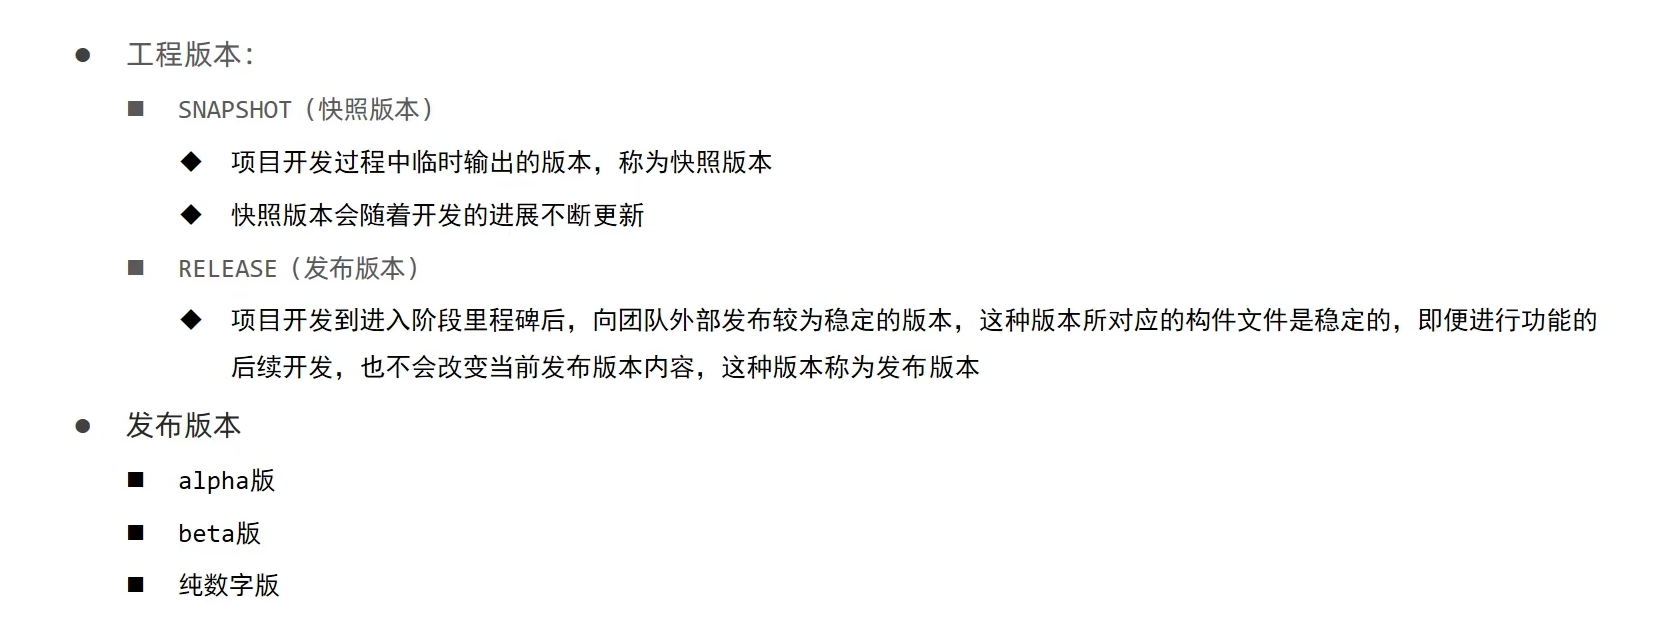 ● 工程版本：
■ SNAPSHOT（快照版本）
◆ 项目开发过程中临时输出的版本，称为快照版本
◆ 快照版本会随着开发的进展不断更新
■ RELEASE（发布版本）
◆ 项目开发到进入阶段里程碑后，向团队外部发布较为稳定的版本，这种版本所对应的构件文件是稳定的，即便进行功能的
后续开发，也不会改变当前发布版本内容，这种版本称为发布版本
● 发布版本
■ alpha版
■ beta版
■ 纯数字版